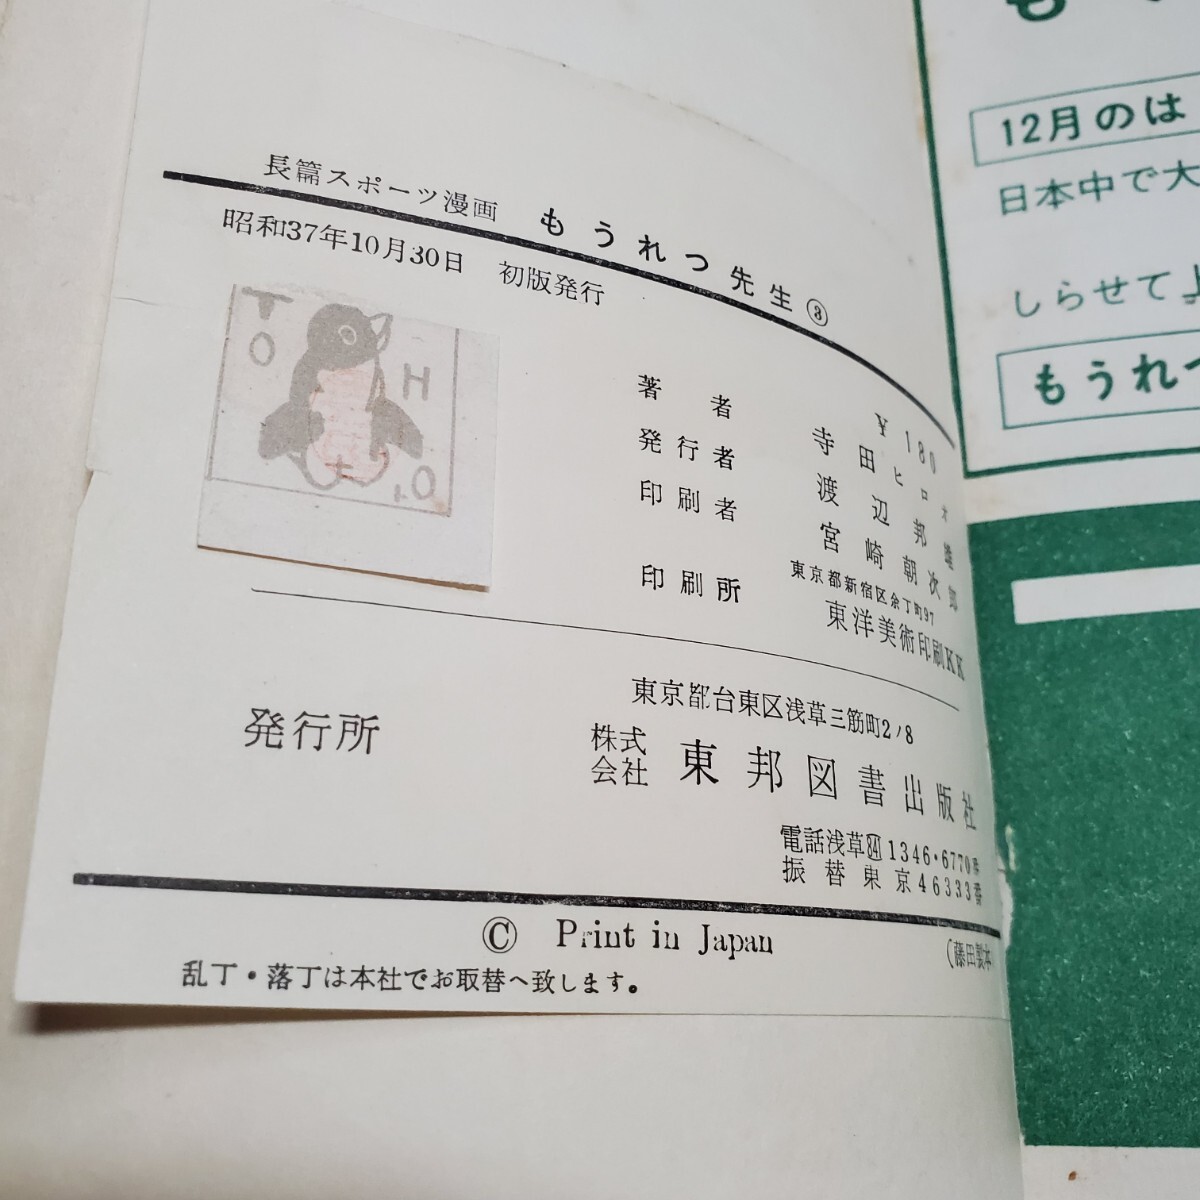 長篇スポーツ漫画 もうれつ先生③
昭和37年10月30日 初版発行
TOHO
¥180
著者 寺田ヒロオ
発行者 渡辺邦雄
印刷者 宮崎朝次郎
東京都新宿区余丁町97
印刷所 東洋美術印刷KK
東京都台東区浅草三筋町2ノ8
発行所 株式会社 東邦図書出版社
電話浅草(84)1346・6770番
振替東京46333番
© Print in Japan
(藤田製本
乱丁・落丁は本社でお取替へ致します。
12月のは
日本中で大
しらせて上
もうれつ